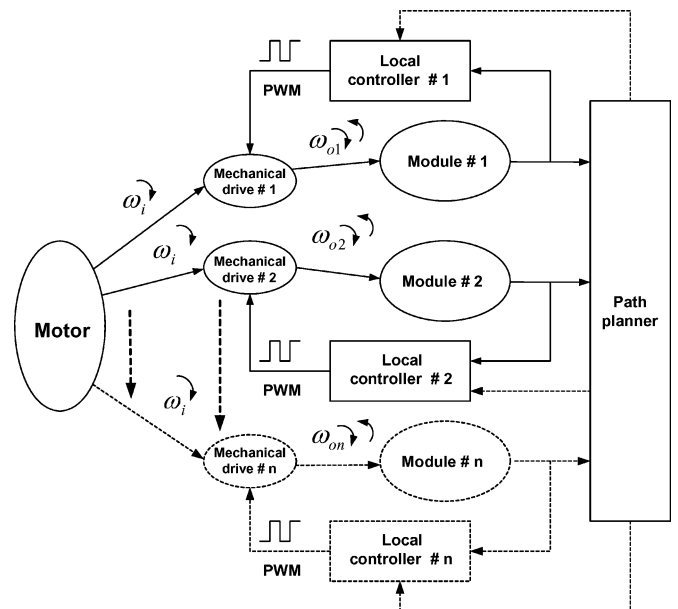 Local
controller # 1
PWM
ω_o1
Mechanical
drive # 1
Module # 1
ω_i
ω_i
ω_o2
Mechanical
drive # 2
Module # 2
Path
planner
Motor
Local
controller # 2
PWM
ω_i
ω_on
Mechanical
drive # n
Module # n
Local
controller # n
PWM